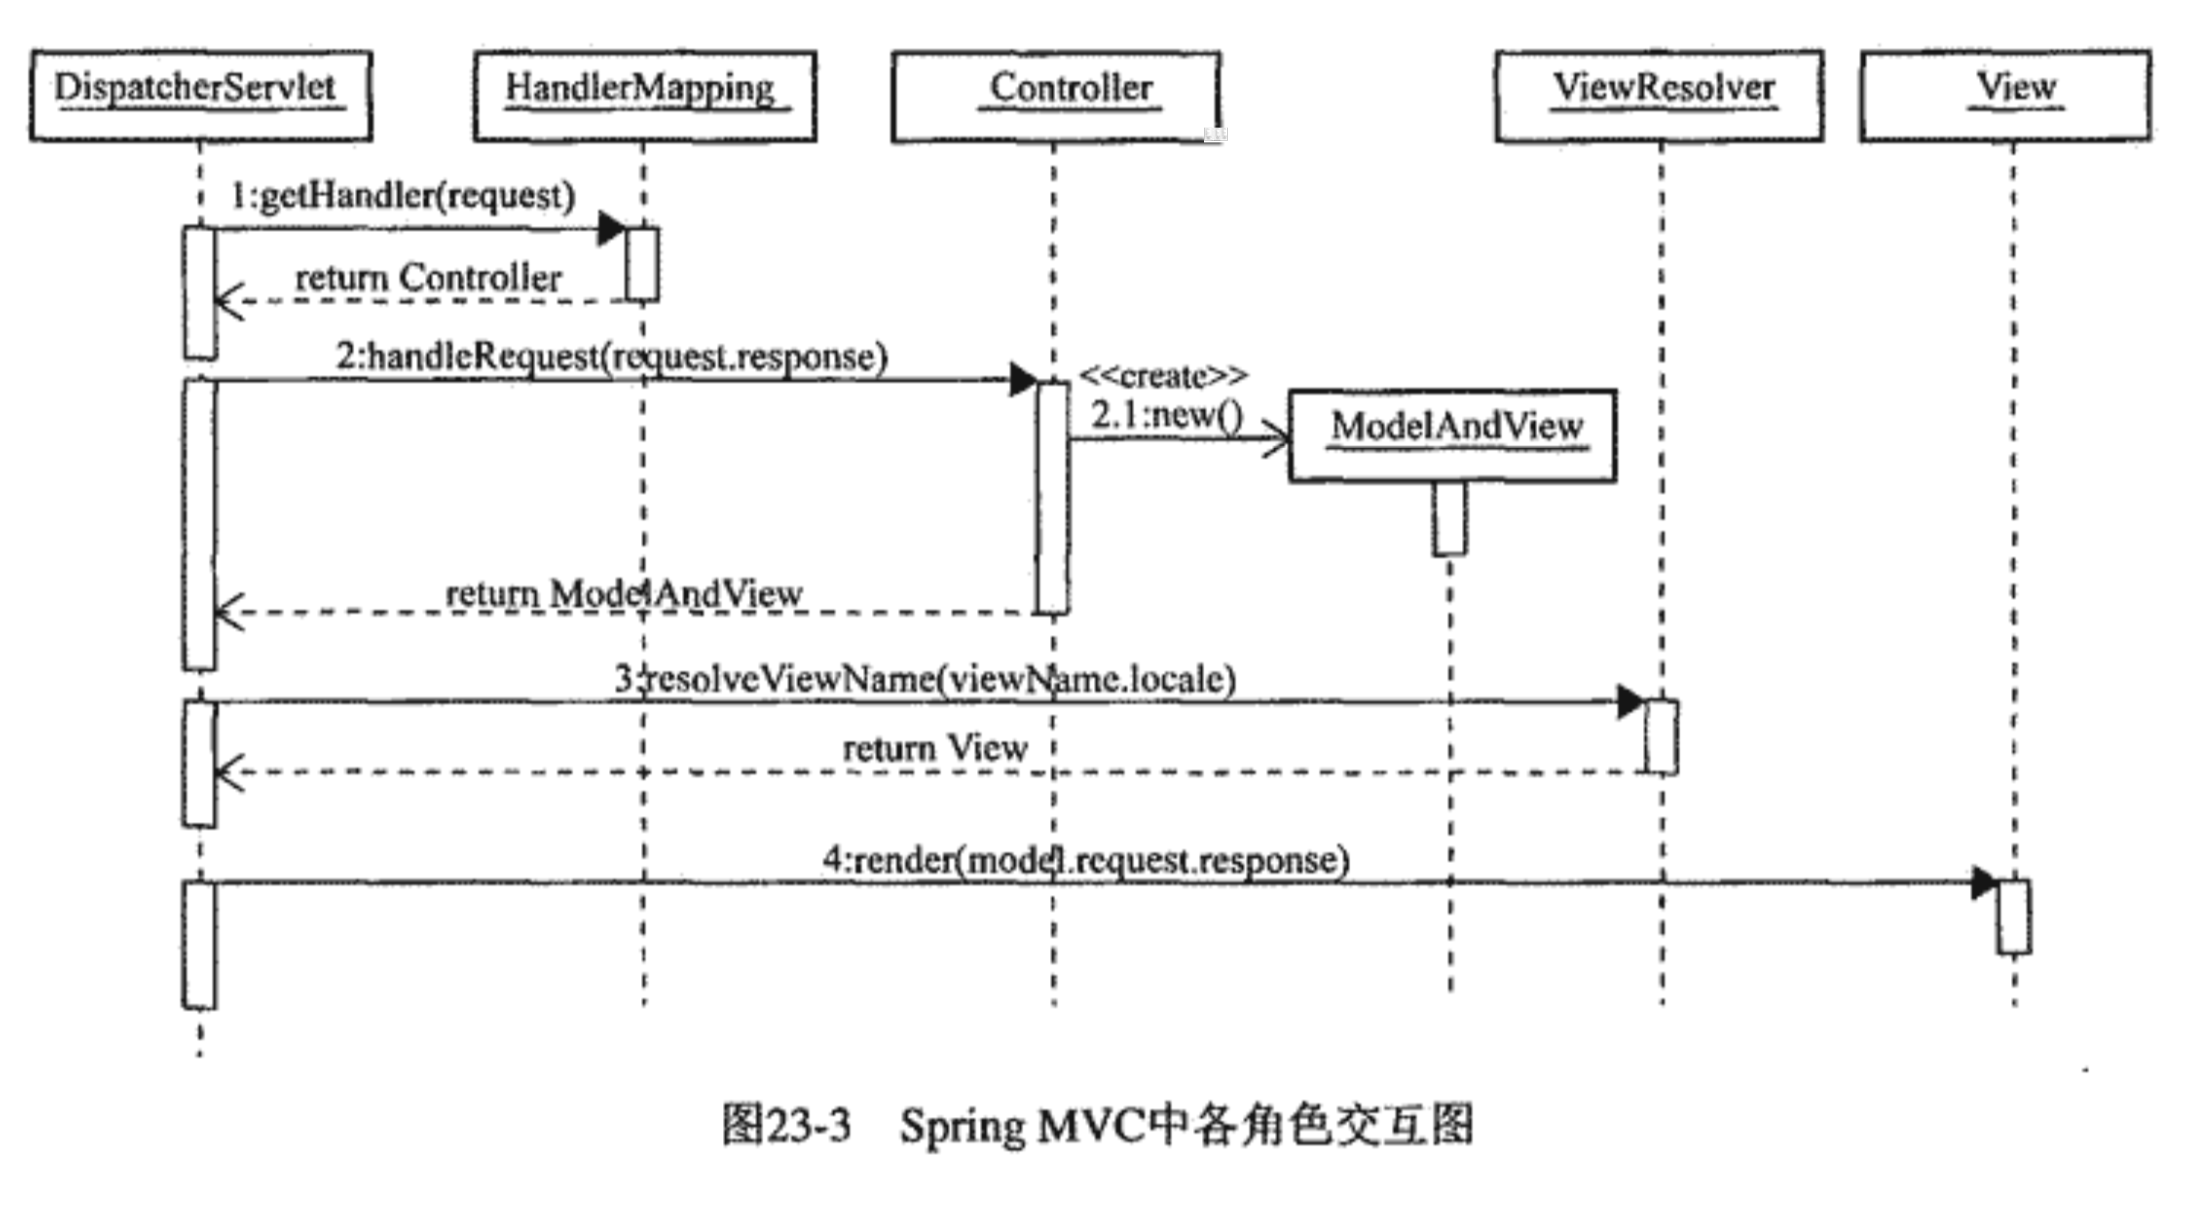 DispatcherServlet
HandlerMapping
Controller
ViewResolver
View
1:getHandler(request)
return Controller
2:handleRequest(request.response)
<<create>>
2.1:new()
ModelAndView
return ModelAndView
3:resolveViewName(viewName.locale)
return View
4:render(model.request.response)
图23-3 Spring MVC中各角色交互图